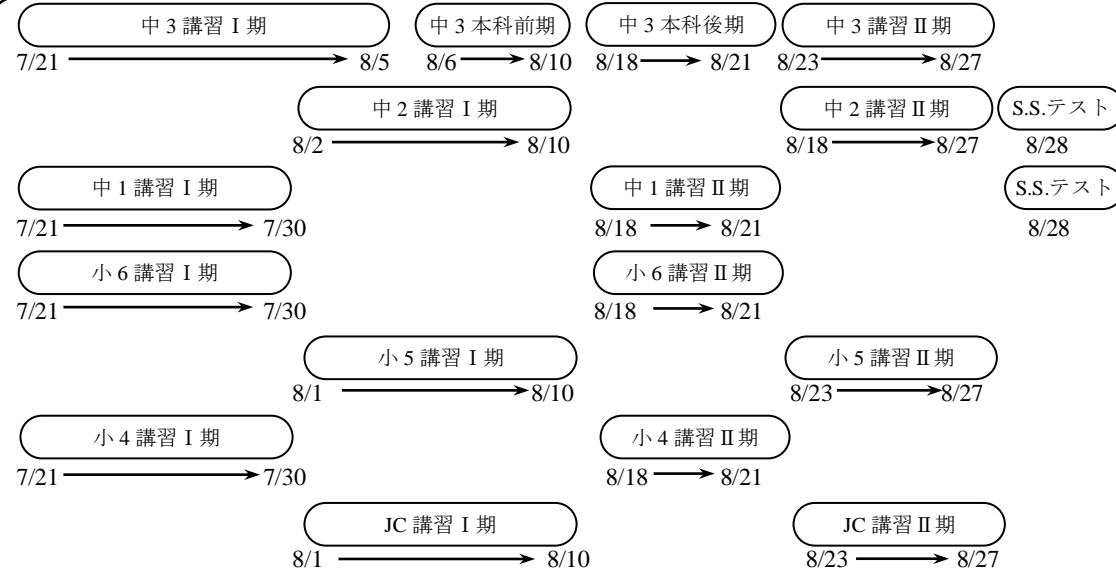 中3講習Ⅰ期 中3本科前期 中3本科後期 中3講習Ⅱ期
7/21 8/5 8/6 8/10 8/18 8/21 8/23 8/27
中2講習Ⅰ期 中2講習Ⅱ期 S.S.テスト
8/2 8/10 8/18 8/27 8/28
中1講習Ⅰ期 中1講習Ⅱ期 S.S.テスト
7/21 7/30 8/18 8/21 8/28
小6講習Ⅰ期 小6講習Ⅱ期
7/21 7/30 8/18 8/21
小5講習Ⅰ期 小5講習Ⅱ期
8/1 8/10 8/23 8/27
小4講習Ⅰ期 小4講習Ⅱ期
7/21 7/30 8/18 8/21
JC講習Ⅰ期 JC講習Ⅱ期
8/1 8/10 8/23 8/27